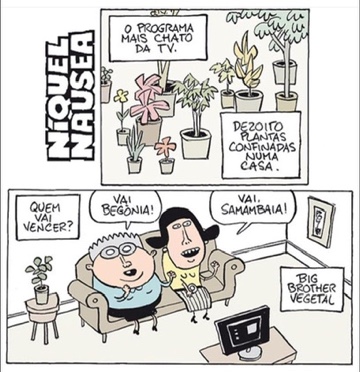 NÍQUEL
NAUSEA
O PROGRAMA
MAIS CHATO
DA TV.
DEZOITO
PLANTAS
CONFINADAS
NUMA
CASA.
QUEM
VAI
VENCER?
VAI
BEGÔNIA!
VAI,
SAMAMBAIA!
BIG
BROTHER
VEGETAL